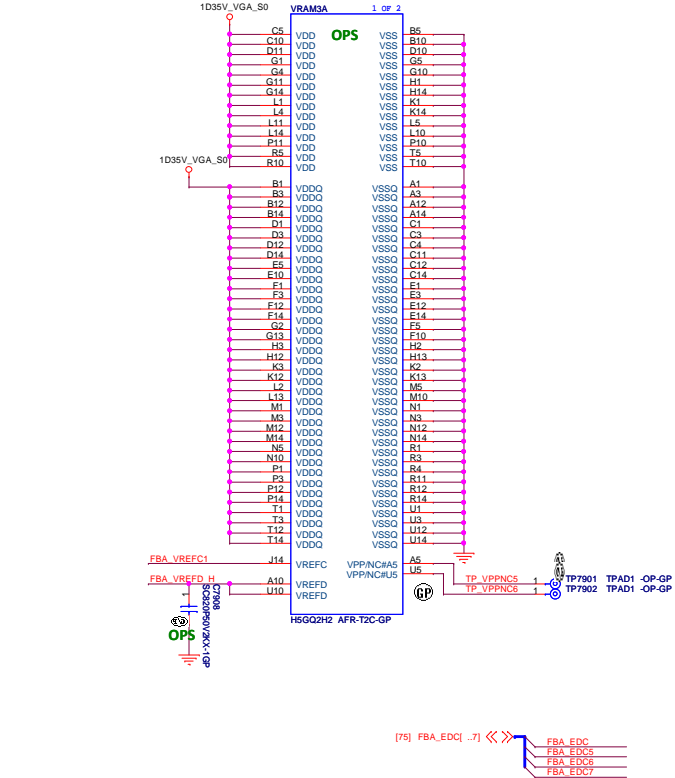 1D35V_VGA_S0
VRAM3A 1 OF 2
OPS
C5 VDD VSS B5
C10 VDD VSS B10
D11 VDD VSS D10
G1 VDD VSS G5
G4 VDD VSS G10
G11 VDD VSS H1
G14 VDD VSS H14
L1 VDD VSS K1
L4 VDD VSS K14
L11 VDD VSS L5
L14 VDD VSS L10
P11 VDD VSS P10
R5 VDD VSS T5
R10 VDD VSS T10
1D35V_VGA_S0
B1 VDDQ VSSQ A1
B3 VDDQ VSSQ A3
B12 VDDQ VSSQ A12
B14 VDDQ VSSQ A14
D1 VDDQ VSSQ C1
D3 VDDQ VSSQ C3
D12 VDDQ VSSQ C4
D14 VDDQ VSSQ C11
E5 VDDQ VSSQ C12
E10 VDDQ VSSQ C14
F1 VDDQ VSSQ E1
F3 VDDQ VSSQ E3
F12 VDDQ VSSQ E12
F14 VDDQ VSSQ E14
G2 VDDQ VSSQ F5
G13 VDDQ VSSQ F10
H3 VDDQ VSSQ H2
H12 VDDQ VSSQ H13
K3 VDDQ VSSQ K2
K12 VDDQ VSSQ K13
L2 VDDQ VSSQ M5
L13 VDDQ VSSQ M10
M1 VDDQ VSSQ N1
M3 VDDQ VSSQ N3
M12 VDDQ VSSQ N12
M14 VDDQ VSSQ N14
N5 VDDQ VSSQ R1
N10 VDDQ VSSQ R3
P1 VDDQ VSSQ R4
P3 VDDQ VSSQ R11
P12 VDDQ VSSQ R12
P14 VDDQ VSSQ R14
T1 VDDQ VSSQ U1
T3 VDDQ VSSQ U3
T12 VDDQ VSSQ U12
T14 VDDQ VSSQ U14
FBA_VREFC1 J14 VREFC VPP/NC#A5 A5
VPP/NC#U5 U5
FBA_VREFD_H A10 VREFD TP_VPPNC5 1 TP7901 TPAD1 -OP-GP
U10 VREFD TP_VPPNC6 1 TP7902 TPAD1 -OP-GP
GP
1
C7908
SC820P50V2KX-1GP
OPS
H5GQ2H2 AFR-T2C-GP
[75] FBA_EDC[ ..7]
FBA_EDC
FBA_EDC5
FBA_EDC6
FBA_EDC7